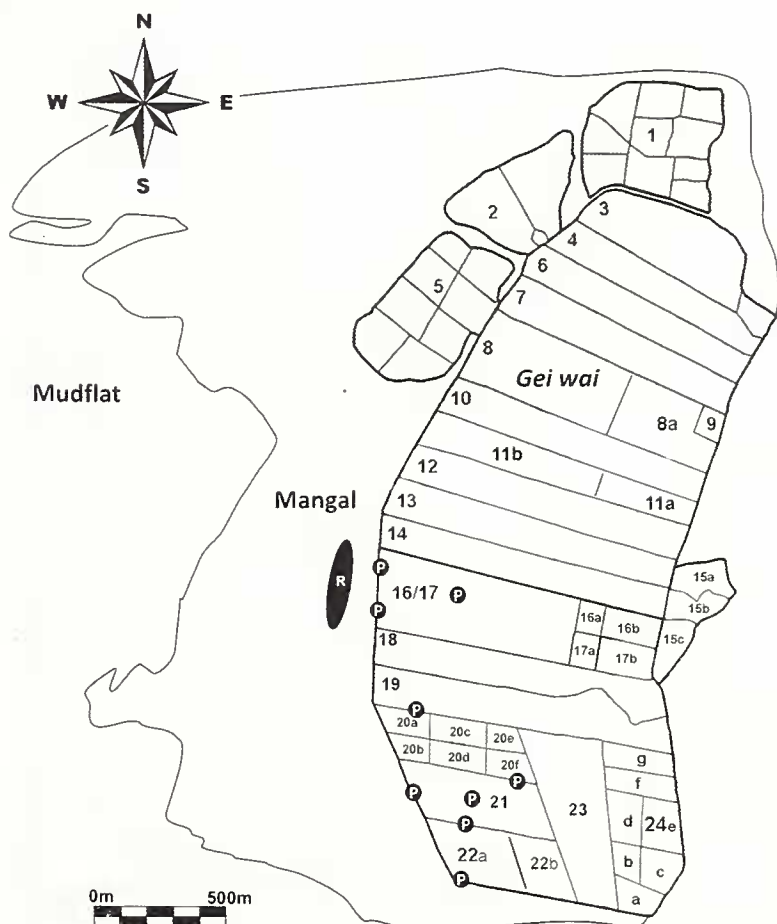 N
W E
S
1
2
3
4
5
6
7
8
Gei wai
Mudflat
8a 9
10
11b
12
11a
Mangal
13
14
15a
P
R
16/17 P
15b
16a 16b
P
15c
17a 17b
18
19
P
20a 20c 20e
20b 20d 20f
g
P
f
P P 21
23
d 24e
P
22a 22b
b c
P
a
0m 500m